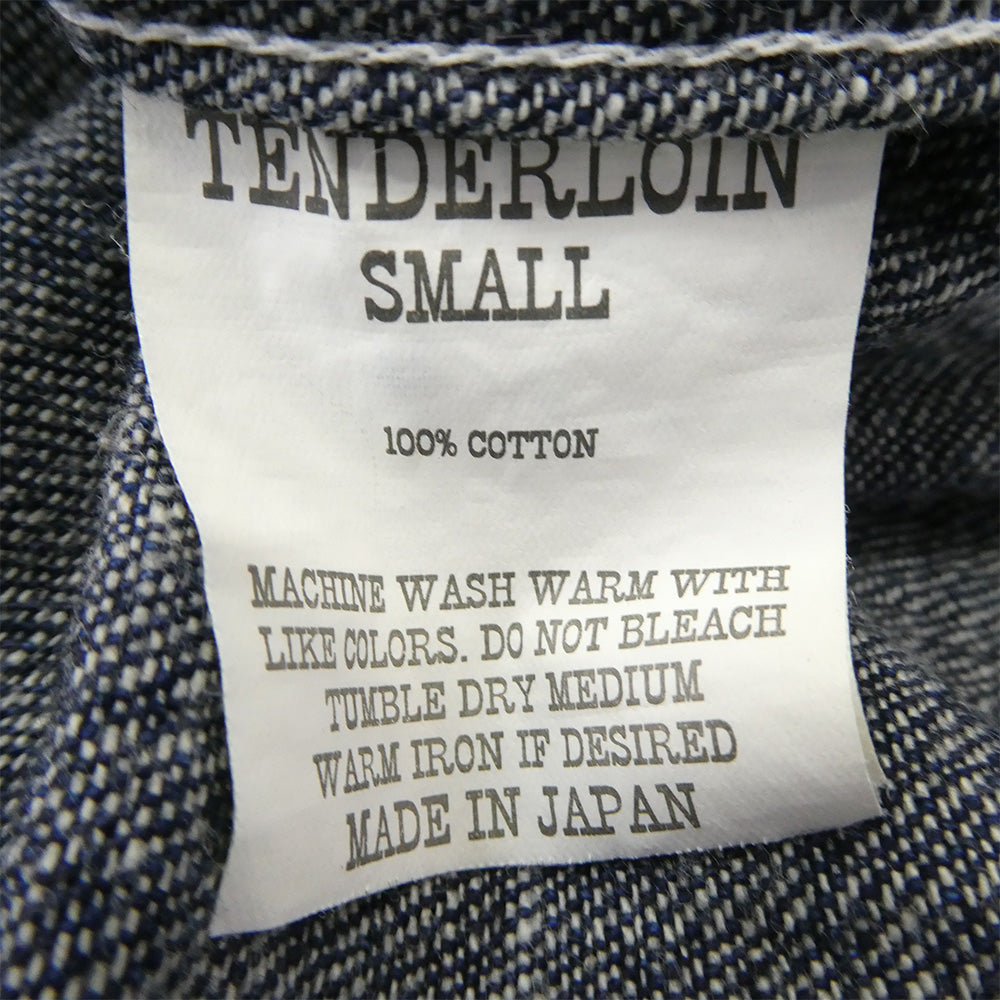 TENDERLOIN
SMALL
100% COTTON
MACHINE WASH WARM WITH
LIKE COLORS. DO NOT BLEACH
TUMBLE DRY MEDIUM
WARM IRON IF DESIRED
MADE IN JAPAN